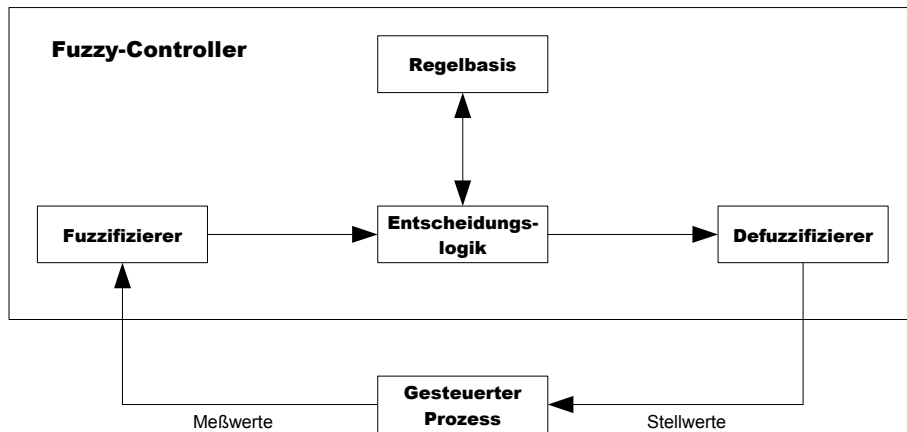 Fuzzy-Controller
Regelbasis
Fuzzifizierer
Entscheidungs-
logik
Defuzzifizierer
Gesteuerter
Prozess
Meßwerte
Stellwerte